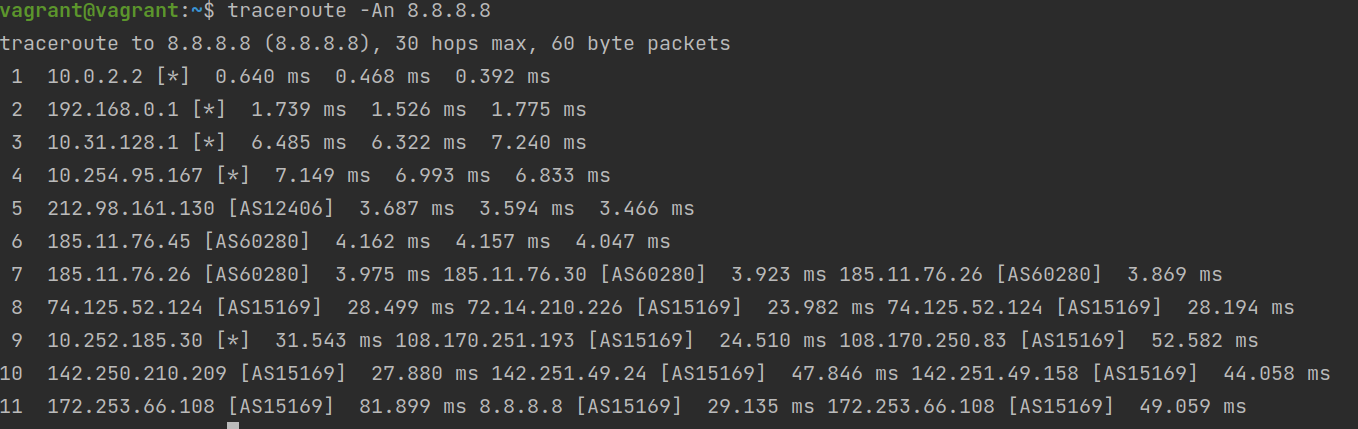 vagrant@vagrant:~$ traceroute -An 8.8.8.8
traceroute to 8.8.8.8 (8.8.8.8), 30 hops max, 60 byte packets
 1  10.0.2.2 [*]  0.640 ms  0.468 ms  0.392 ms
 2  192.168.0.1 [*]  1.739 ms  1.526 ms  1.775 ms
 3  10.31.128.1 [*]  6.485 ms  6.322 ms  7.240 ms
 4  10.254.95.167 [*]  7.149 ms  6.993 ms  6.833 ms
 5  212.98.161.130 [AS12406]  3.687 ms  3.594 ms  3.466 ms
 6  185.11.76.45 [AS60280]  4.162 ms  4.157 ms  4.047 ms
 7  185.11.76.26 [AS60280]  3.975 ms 185.11.76.30 [AS60280]  3.923 ms 185.11.76.26 [AS60280]  3.869 ms
 8  74.125.52.124 [AS15169]  28.499 ms 72.14.210.226 [AS15169]  23.982 ms 74.125.52.124 [AS15169]  28.194 ms
 9  10.252.185.30 [*]  31.543 ms 108.170.251.193 [AS15169]  24.510 ms 108.170.250.83 [AS15169]  52.582 ms
10  142.250.210.209 [AS15169]  27.880 ms 142.251.49.24 [AS15169]  47.846 ms 142.251.49.158 [AS15169]  44.058 ms
11  172.253.66.108 [AS15169]  81.899 ms 8.8.8.8 [AS15169]  29.135 ms 172.253.66.108 [AS15169]  49.059 ms